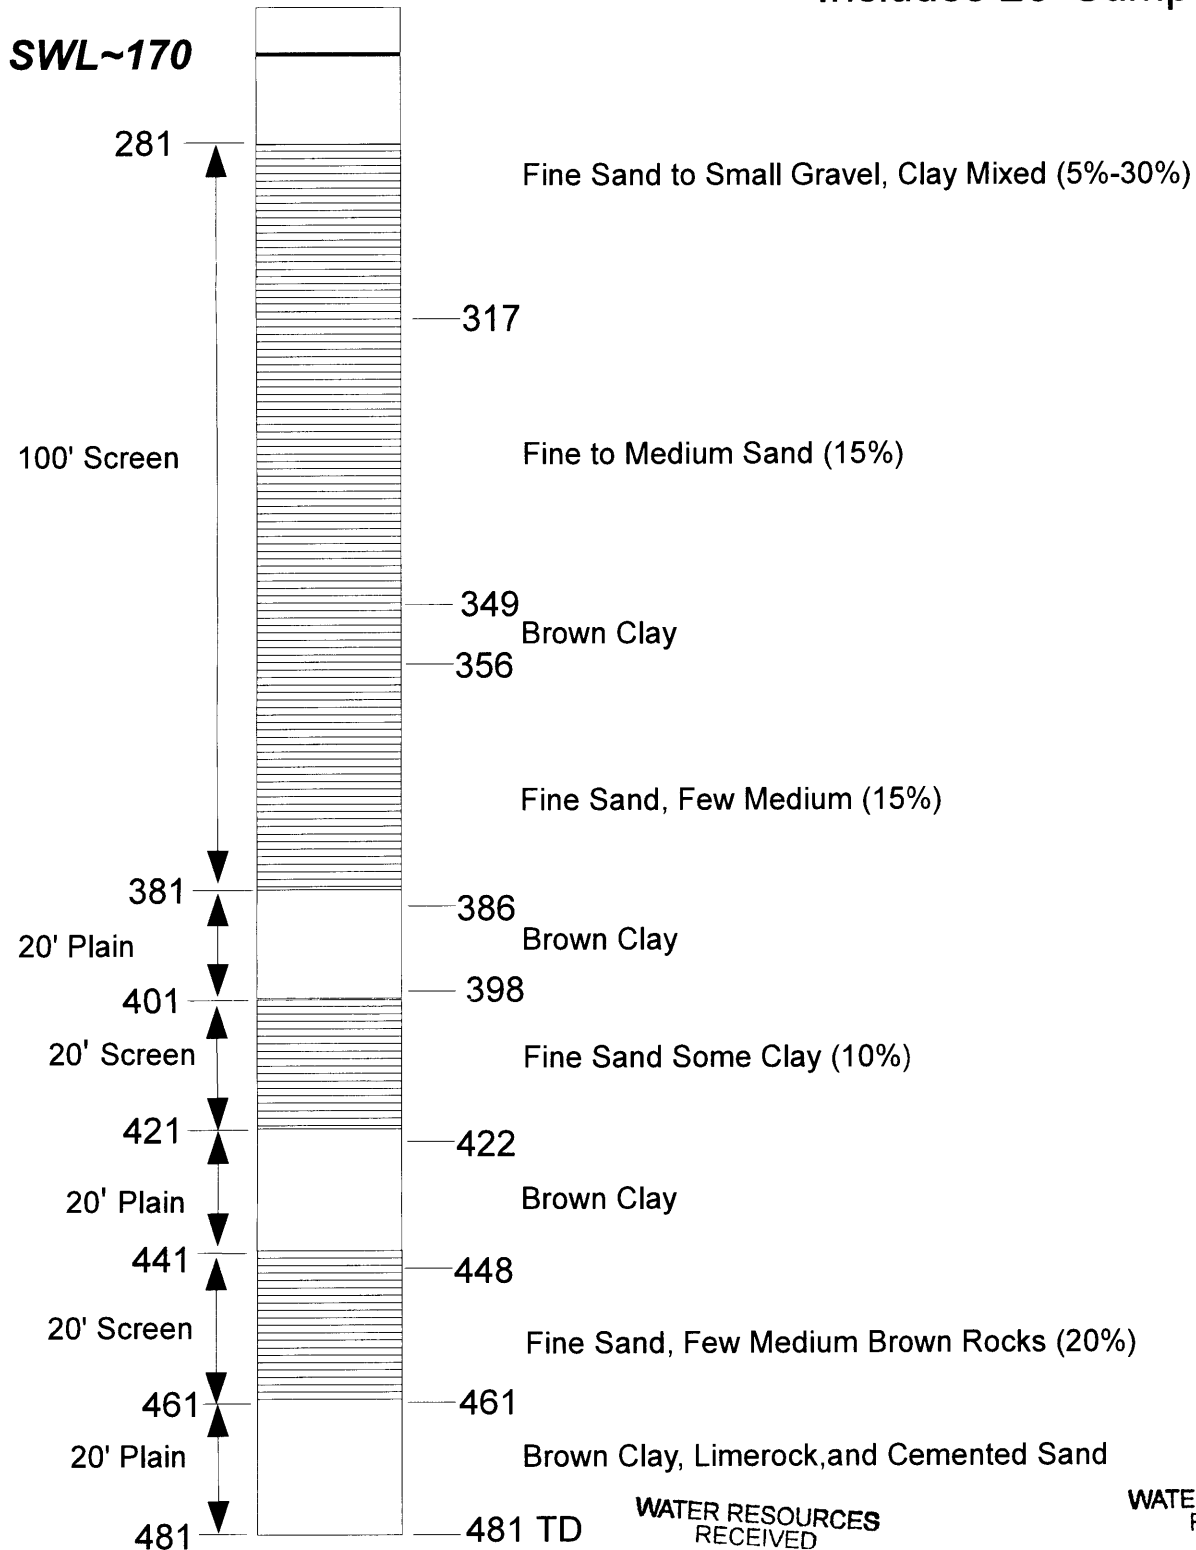 Includes 20' Sump
SWL~170
281
Fine Sand to Small Gravel, Clay Mixed (5%-30%)
317
100' Screen
Fine to Medium Sand (15%)
349
Brown Clay
356
Fine Sand, Few Medium (15%)
381
386
20' Plain
Brown Clay
398
401
20' Screen
Fine Sand Some Clay (10%)
421
422
20' Plain
Brown Clay
441
448
20' Screen
Fine Sand, Few Medium Brown Rocks (20%)
461
461
20' Plain
Brown Clay, Limerock,and Cemented Sand
481
481 TD
WATER RESOURCES
RECEIVED
WATE